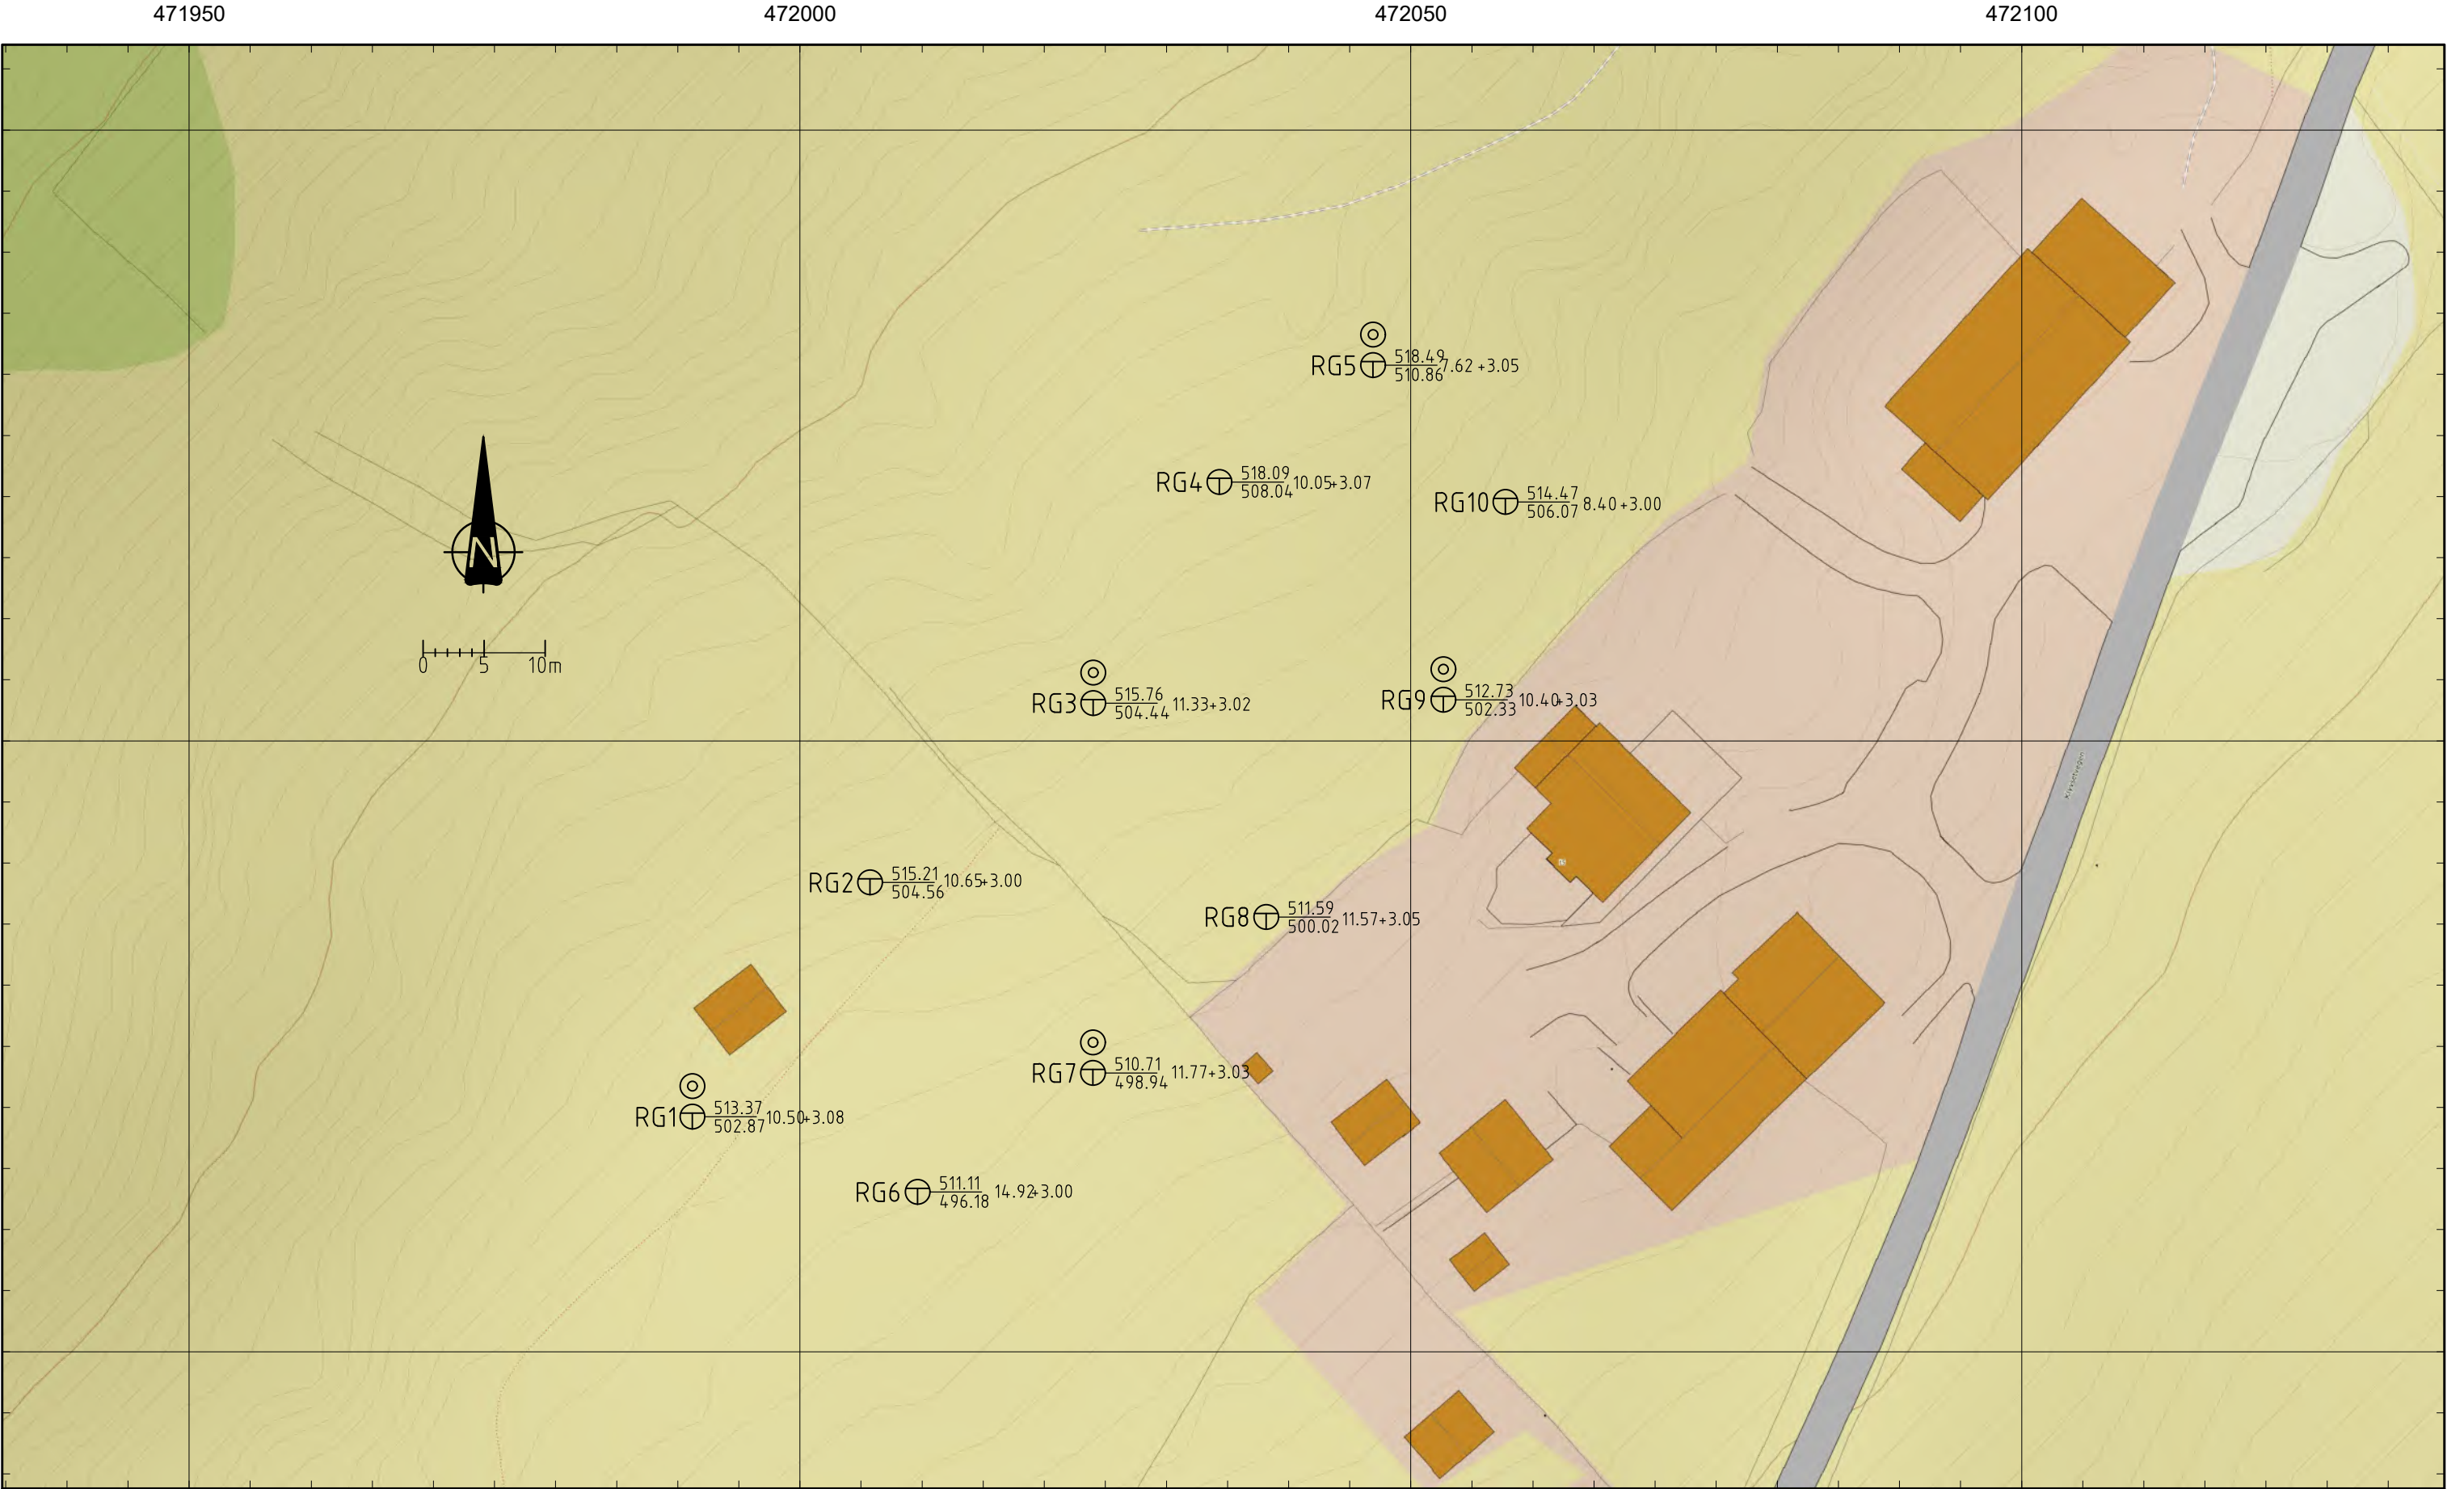 471950 472000 472050 472100
RG5 518.49 7.62 +3.05
510.86
RG4 518.09 10.05+3.07
508.04
RG10 514.47 8.40 +3.00
506.07
N
0 5 10m
RG3 515.76 11.33+3.02
504.44
RG9 512.73 10.40+3.03
502.33
RG2 515.21 10.65+3.00
504.56
RG8 511.59 11.57+3.05
500.02
RG7 510.71 11.77+3.03
498.94
RG1 513.37 10.50+3.08
502.87
RG6 511.11 14.92+3.00
496.18